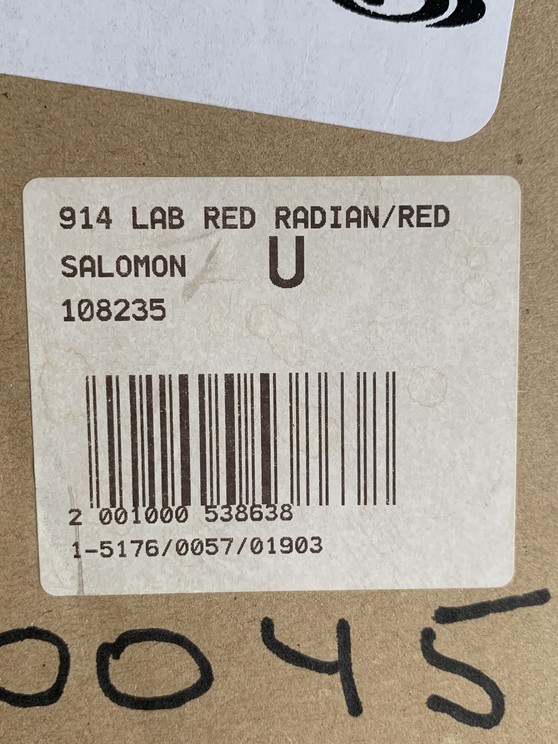 914 LAB RED RADIAN/RED
SALOMON U
108235
2 001000 538638
1-5176/0057/01903
0045